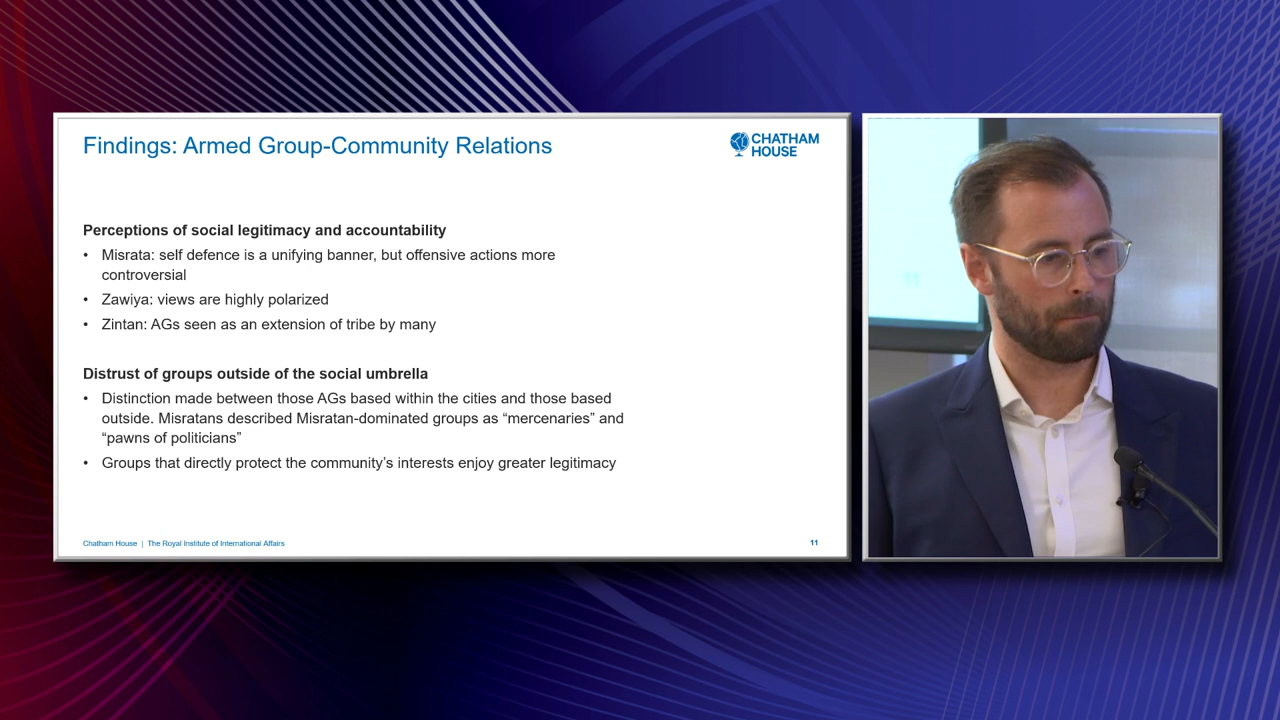 Findings: Armed Group-Community Relations
CHATHAM
HOUSE
Perceptions of social legitimacy and accountability
• Misrata: self defence is a unifying banner, but offensive actions more
controversial
• Zawiya: views are highly polarized
• Zintan: AGs seen as an extension of tribe by many
Distrust of groups outside of the social umbrella
• Distinction made between those AGs based within the cities and those based
outside. Misratans described Misratan-dominated groups as “mercenaries” and
“pawns of politicians”
• Groups that directly protect the community’s interests enjoy greater legitimacy
Chatham House | The Royal Institute of International Affairs
11
11